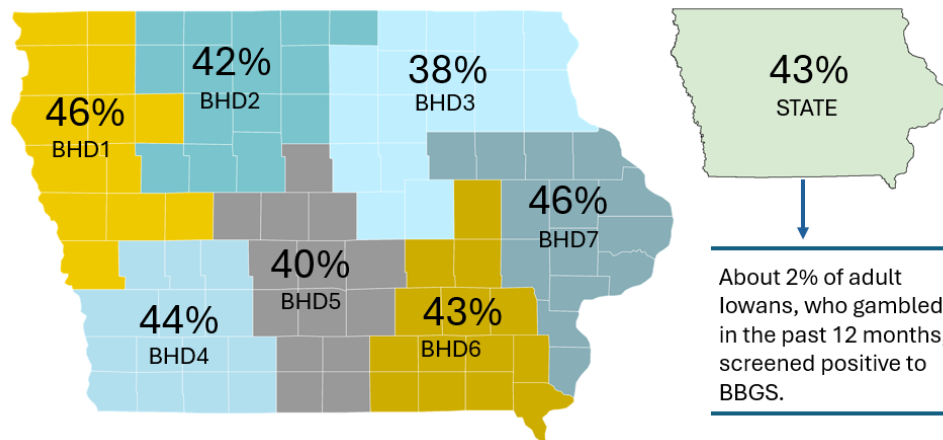 46%
BHD1
42%
BHD2
38%
BHD3
44%
BHD4
40%
BHD5
43%
BHD6
46%
BHD7
43%
STATE
About 2% of adult
Iowans, who gambled
in the past 12 months,
screened positive to
BBGS.